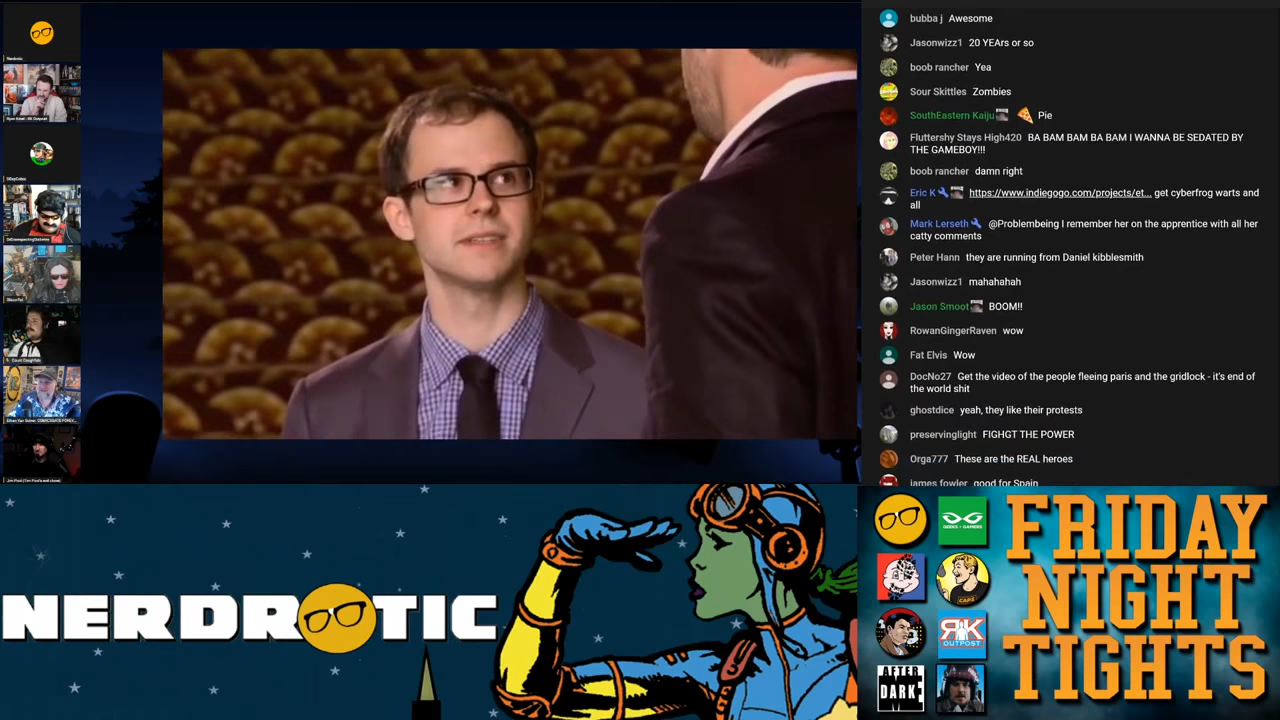 bubba j Awesome
Jasonwizz1 20 YEArs or so
boob rancher Yea
Sour Skittles Zombies
SouthEastern Kaiju Pie
Fluttershy Stays High420 BA BAM BAM BA BAM I WANNA BE SEDATED BY
THE GAMEBOY!!!
boob rancher damn right
Eric K https://www.indiegogo.com/projects/et... get cyberfrog warts and
all
Mark Lerseth @Problembeing I remember her on the apprentice with all her
catty comments
Peter Hann they are running from Daniel kibblesmith
Jasonwizz1 mahahahah
Jason Smoot BOOM!!
RowanGingerRaven wow
Fat Elvis Wow
DocNo27 Get the video of the people fleeing paris and the gridlock - it's end of
the world shit
ghostdice yeah, they like their protests
preservinglight FIGHGT THE POWER
Orga777 These are the REAL heroes
james fowler good for Spain
NERDROTIC
GEEKS + GAMERS
RK
OUTPOST
AFTER
DARK
FRIDAY
NIGHT
TIGHTS